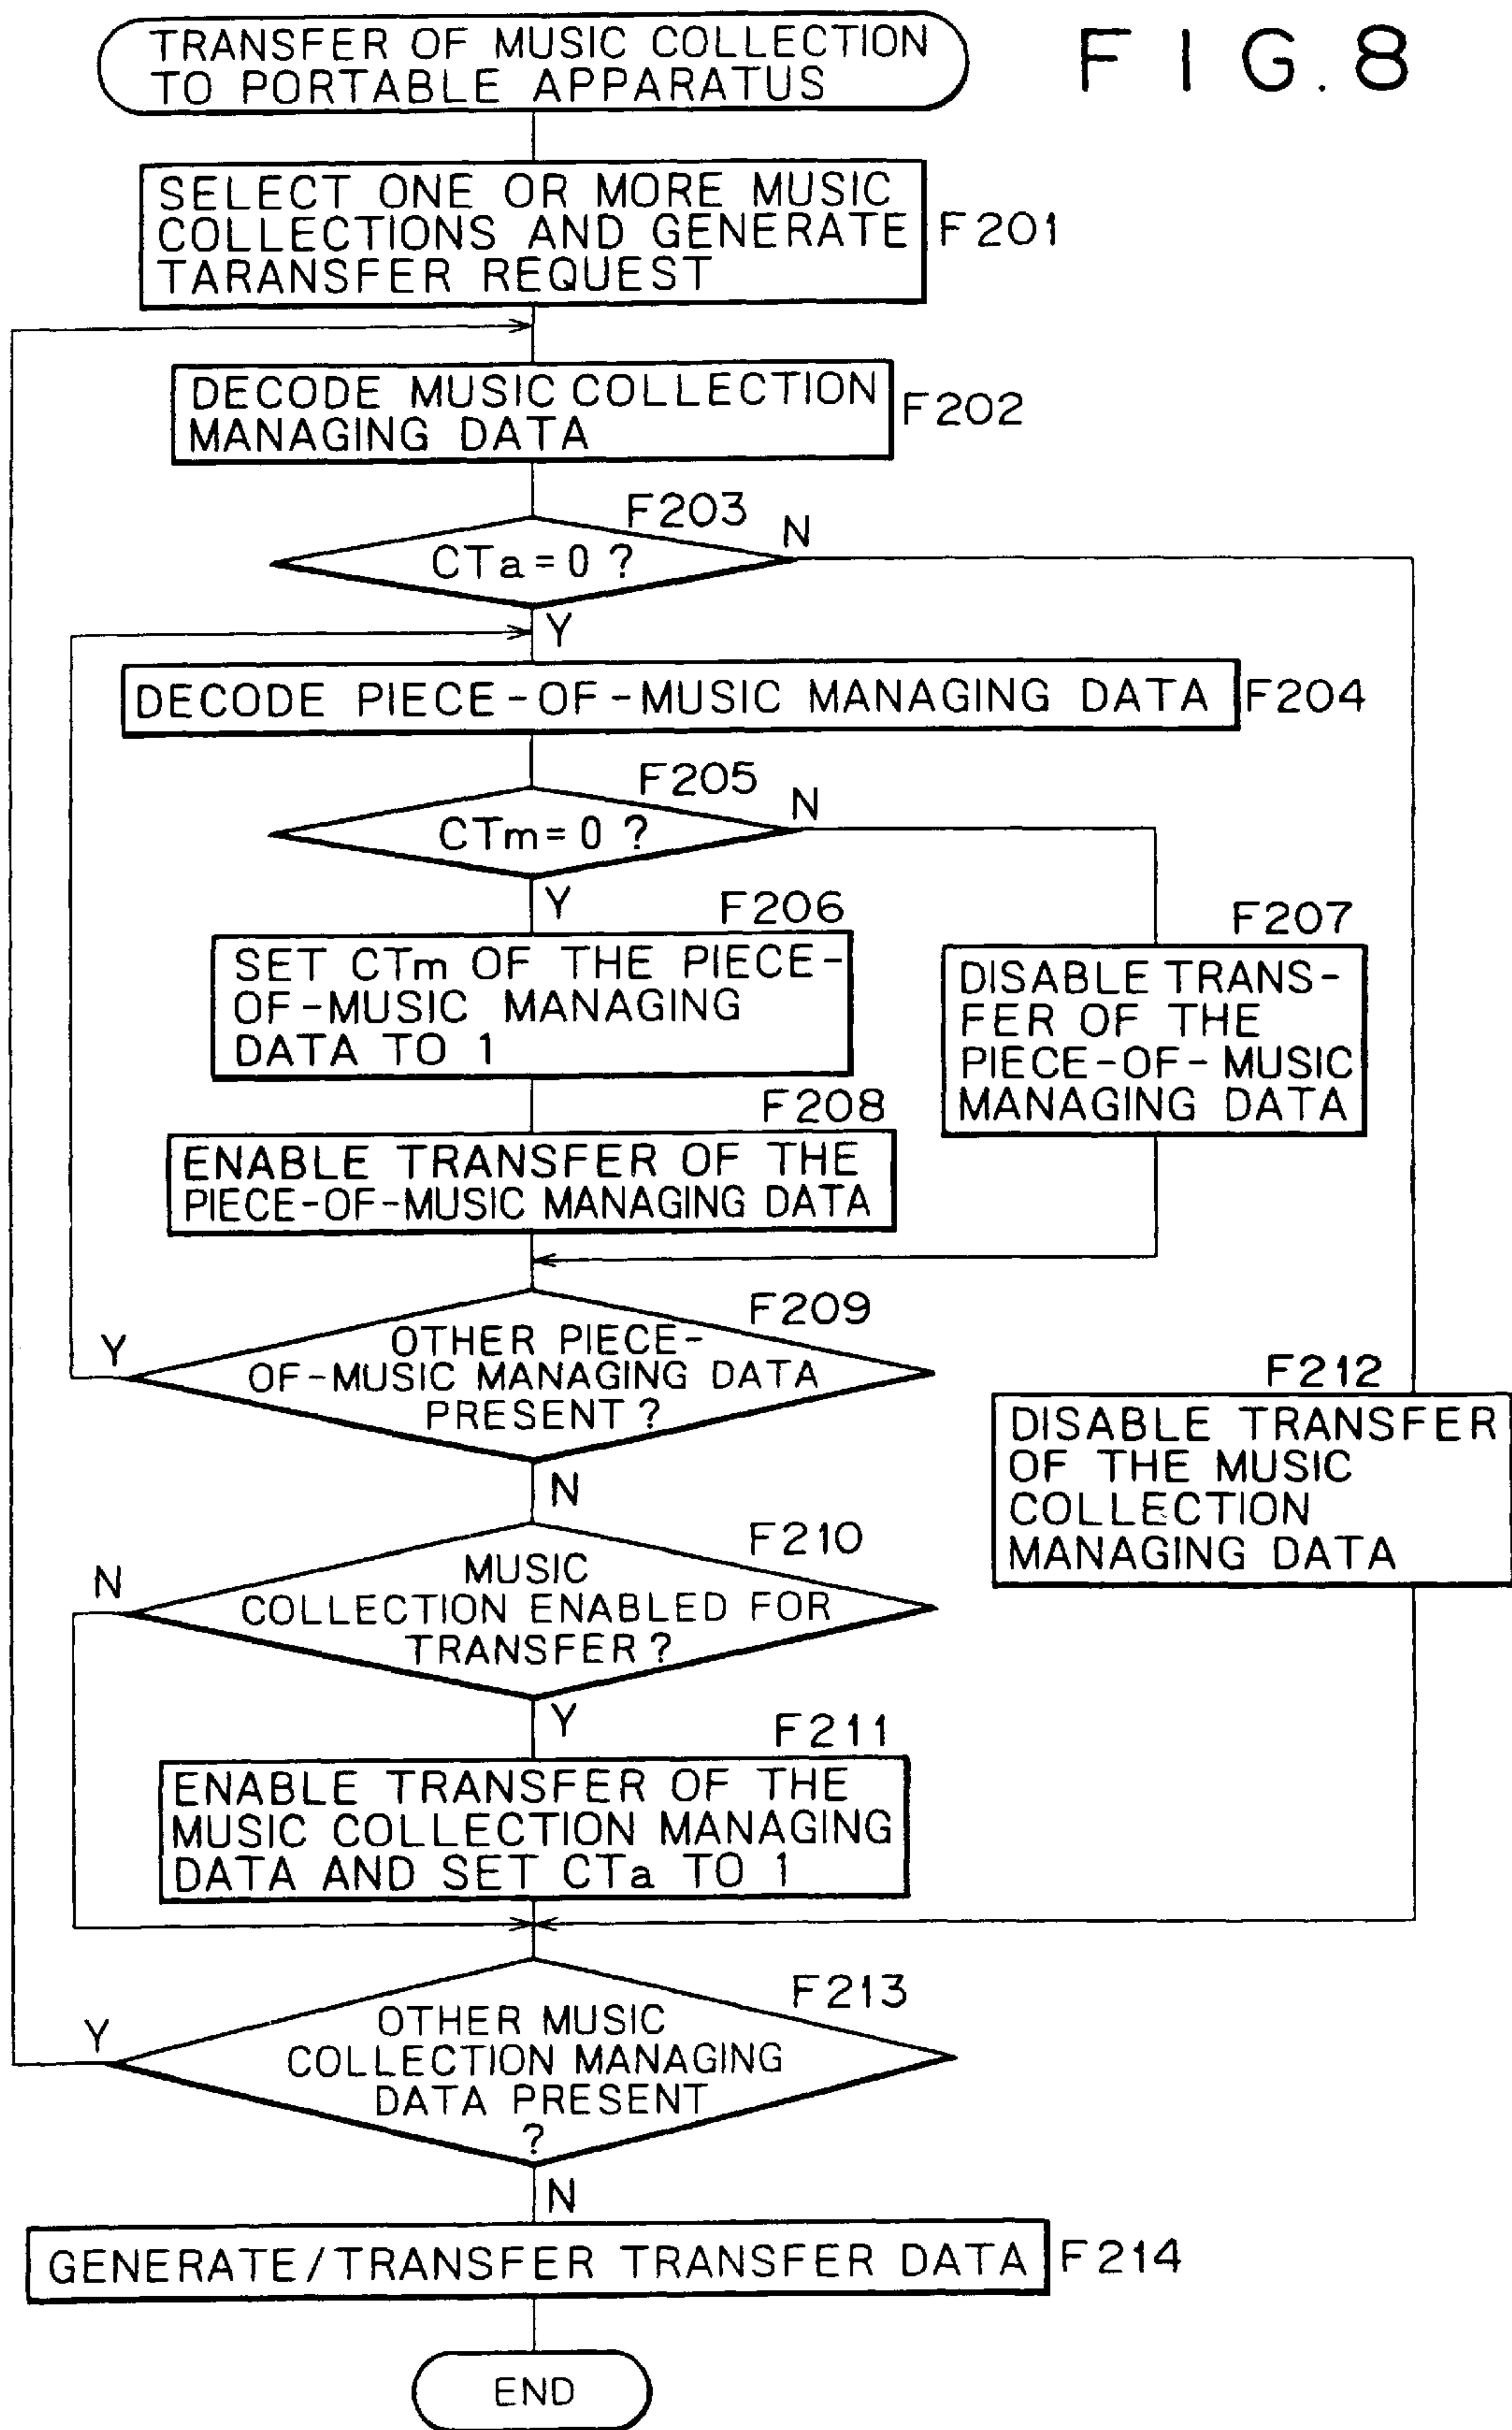 TRANSFER OF MUSIC COLLECTION
TO PORTABLE APPARATUS
FIG.8
SELECT ONE OR MORE MUSIC
COLLECTIONS AND GENERATE
TARANSFER REQUEST
F201
DECODE MUSIC COLLECTION
MANAGING DATA
F202
F203
CTa=0 ?
N
Y
DECODE PIECE-OF-MUSIC MANAGING DATA
F204
F205
CTm=0 ?
N
Y
F206
SET CTm OF THE PIECE-
OF-MUSIC MANAGING
DATA TO 1
F207
DISABLE TRANS-
FER OF THE
PIECE-OF-MUSIC
MANAGING DATA
F208
ENABLE TRANSFER OF THE
PIECE-OF-MUSIC MANAGING DATA
F209
OTHER PIECE-
OF-MUSIC MANAGING DATA
PRESENT ?
Y
N
F212
DISABLE TRANSFER
OF THE MUSIC
COLLECTION
MANAGING DATA
F210
MUSIC
COLLECTION ENABLED FOR
TRANSFER ?
N
Y
F211
ENABLE TRANSFER OF THE
MUSIC COLLECTION MANAGING
DATA AND SET CTa TO 1
F213
OTHER MUSIC
COLLECTION MANAGING
DATA PRESENT
?
Y
N
GENERATE/TRANSFER TRANSFER DATA
F214
END